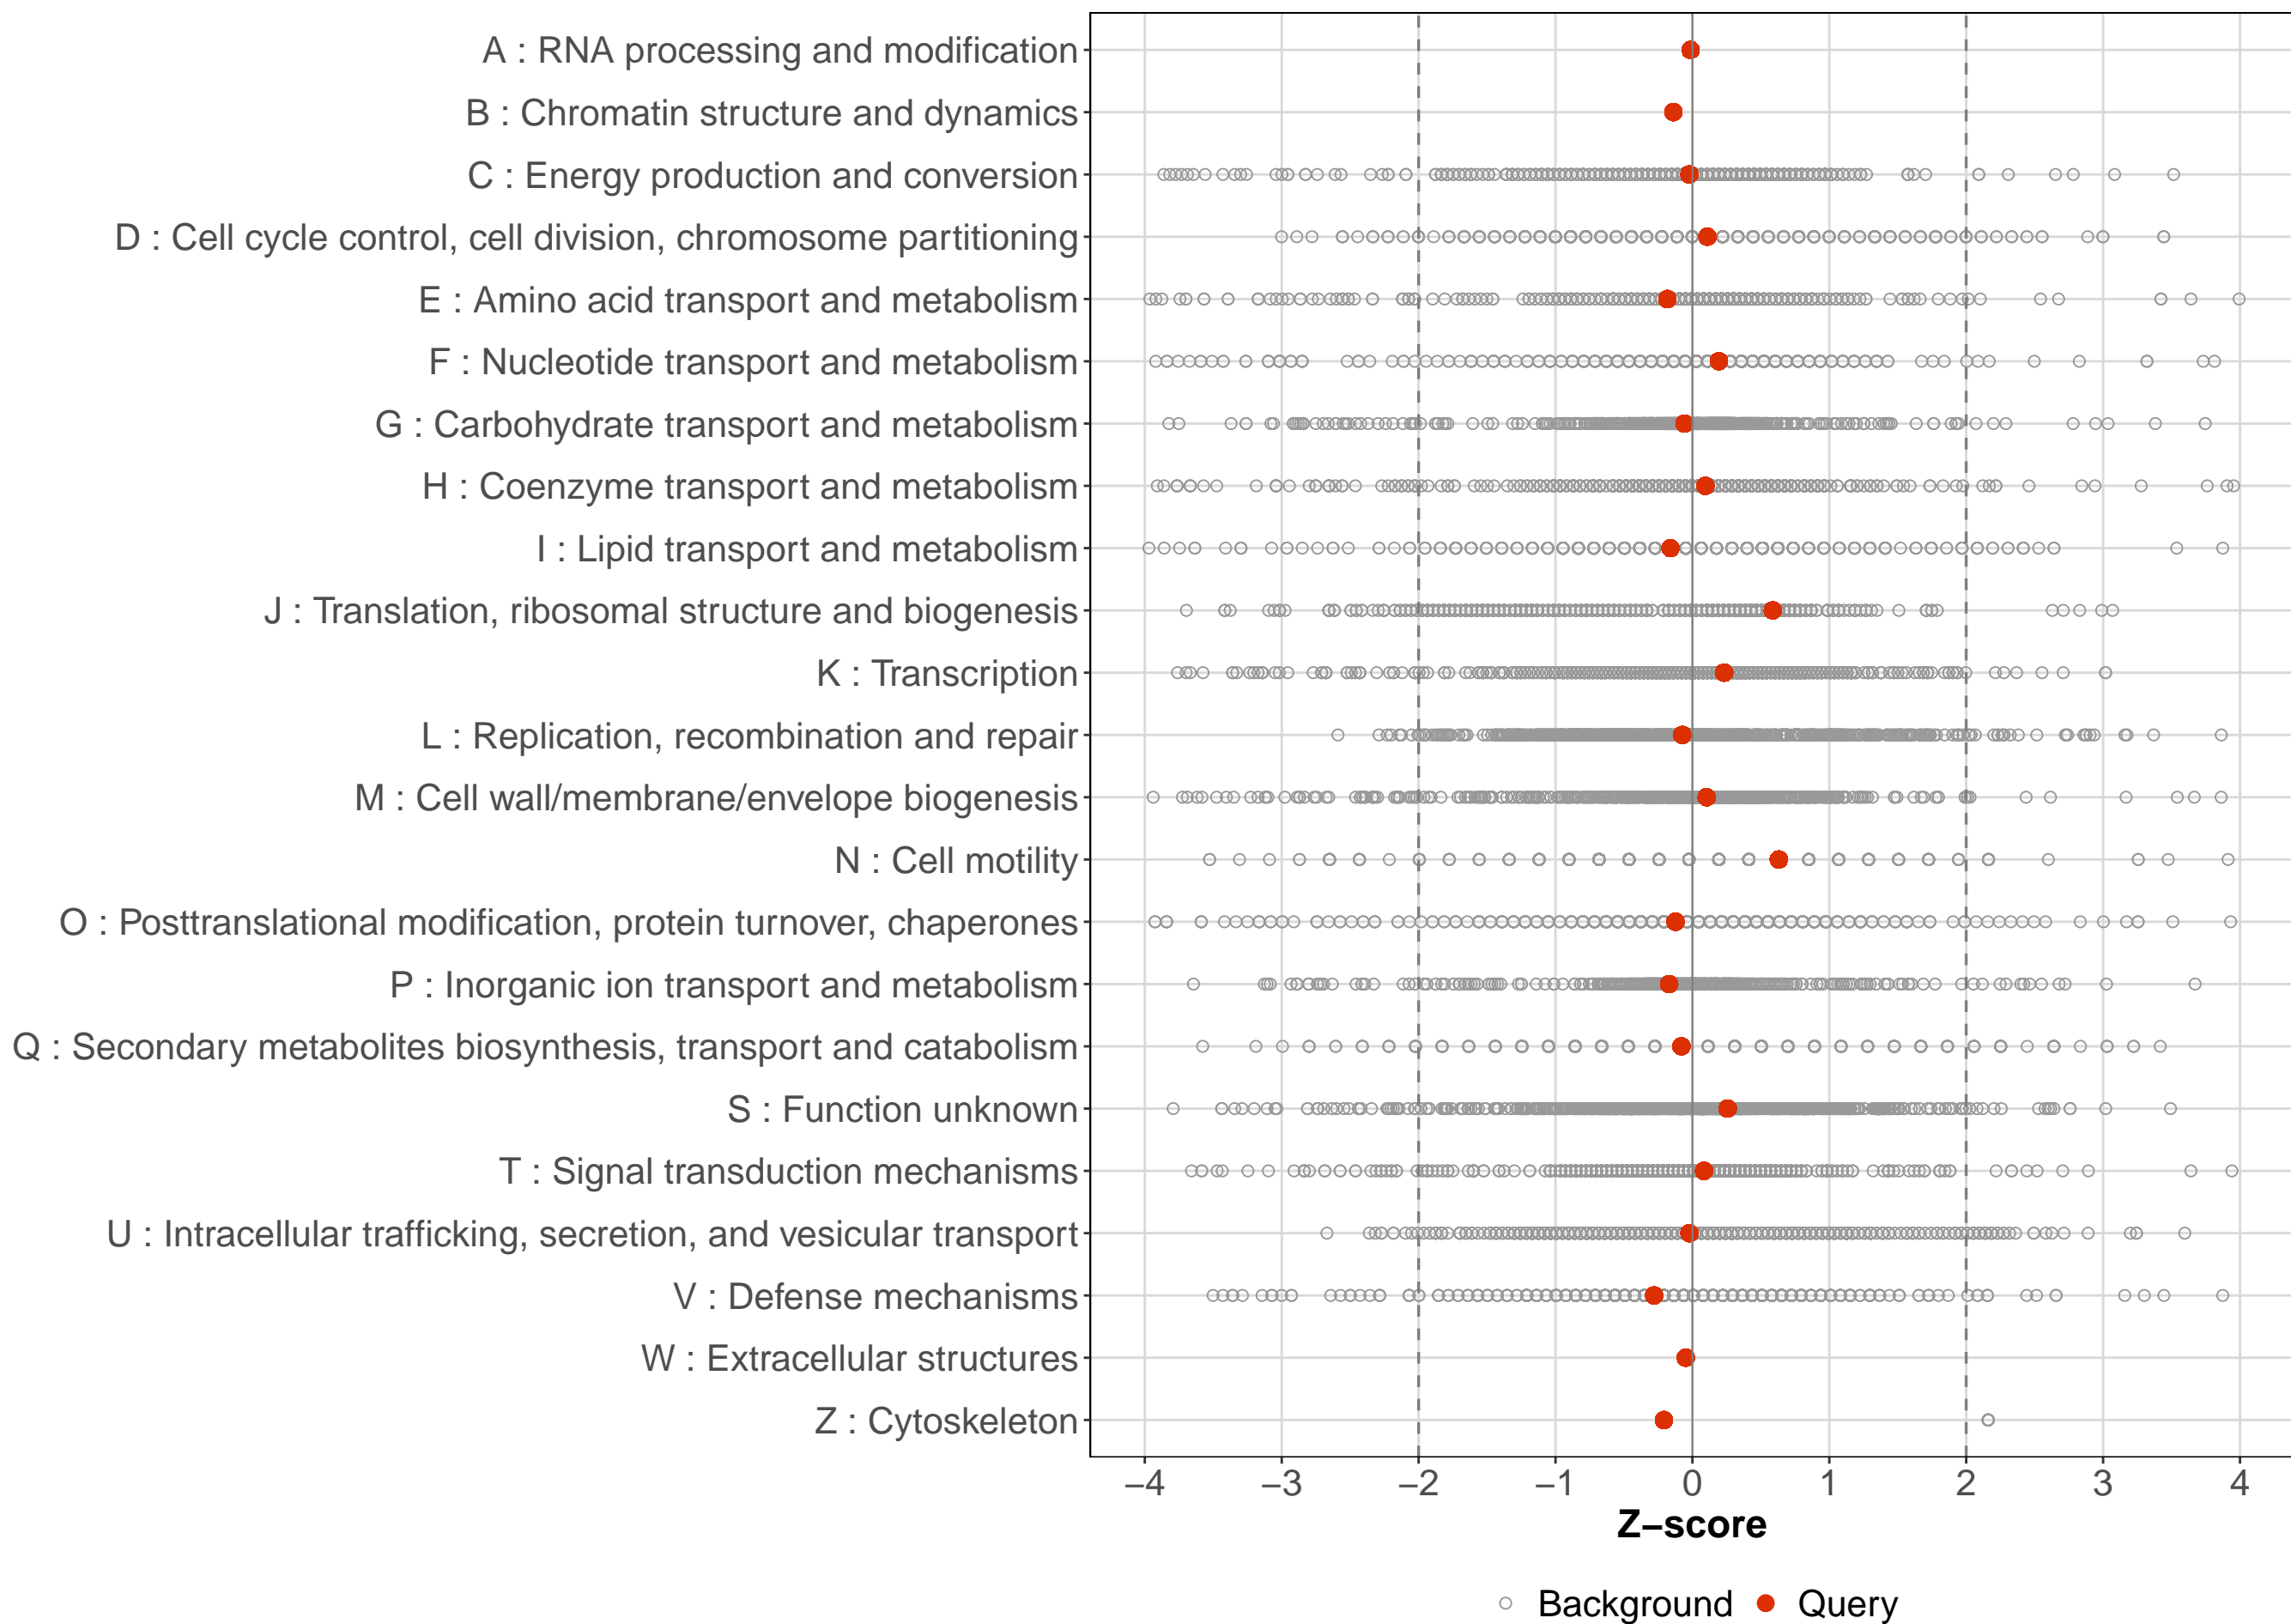 A : RNA processing and modification
B : Chromatin structure and dynamics
C : Energy production and conversion
D : Cell cycle control, cell division, chromosome partitioning
E : Amino acid transport and metabolism
F : Nucleotide transport and metabolism
G : Carbohydrate transport and metabolism
H : Coenzyme transport and metabolism
I : Lipid transport and metabolism
J : Translation, ribosomal structure and biogenesis
K : Transcription
L : Replication, recombination and repair
M : Cell wall/membrane/envelope biogenesis
N : Cell motility
O : Posttranslational modification, protein turnover, chaperones
P : Inorganic ion transport and metabolism
Q : Secondary metabolites biosynthesis, transport and catabolism
S : Function unknown
T : Signal transduction mechanisms
U : Intracellular trafficking, secretion, and vesicular transport
V : Defense mechanisms
W : Extracellular structures
Z : Cytoskeleton
−4 −3 −2 −1 0 1 2 3 4
Z−score
Background Query